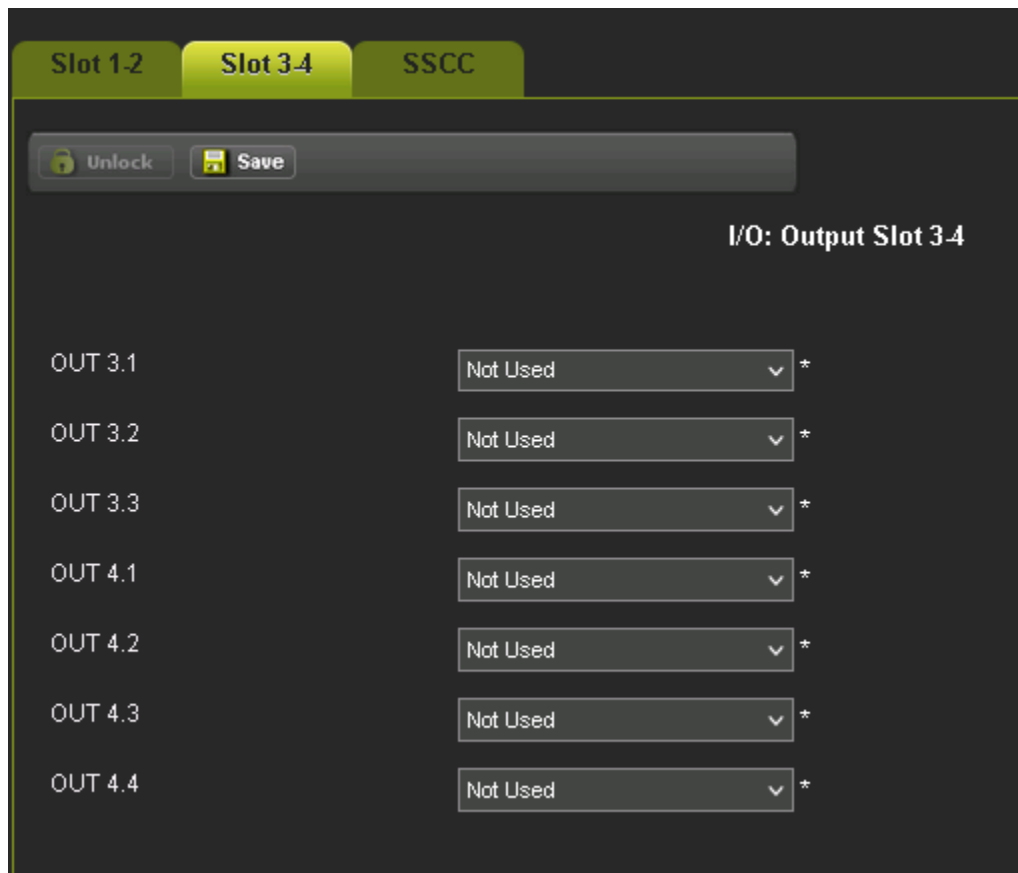 Slot 1-2 Slot 3-4 SSCC
Unlock Save
I/O: Output Slot 3-4
OUT 3.1 Not Used *
OUT 3.2 Not Used *
OUT 3.3 Not Used *
OUT 4.1 Not Used *
OUT 4.2 Not Used *
OUT 4.3 Not Used *
OUT 4.4 Not Used *